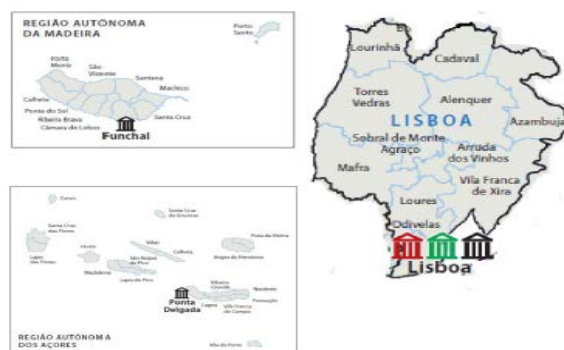 REGIÃO AUTÓNOMA
DA MADEIRA
Porto
Santo
Porto
Moniz
São
Vicente
Santana
Machico
Calheta
Ponta do Sol
Ribeira Brava
Câmara de Lobos
Santa Cruz
Funchal
Corvo
Santa Cruz
das Flores
Lajes
das Flores
Santa Cruz
da Graciosa
Horta
Madalena
Velas
Calheta
São Roque
do Pico
Lajes do Pico
Praia da Vitória
Angra do Heroísmo
Ponta
Delgada
Ribeira
Grande
Lagoa
Nordeste
Povoação
Vila Franca
do Campo
Vila do Porto
REGIÃO AUTÓNOMA
DOS AÇORES
Lourinhã
Cadaval
Torres
Vedras
Alenquer
LISBOA
Azambuja
Sobral de Monte
Agraço
Arruda
dos Vinhos
Mafra
Vila Franca
de Xira
Loures
Odivelas
Lisboa